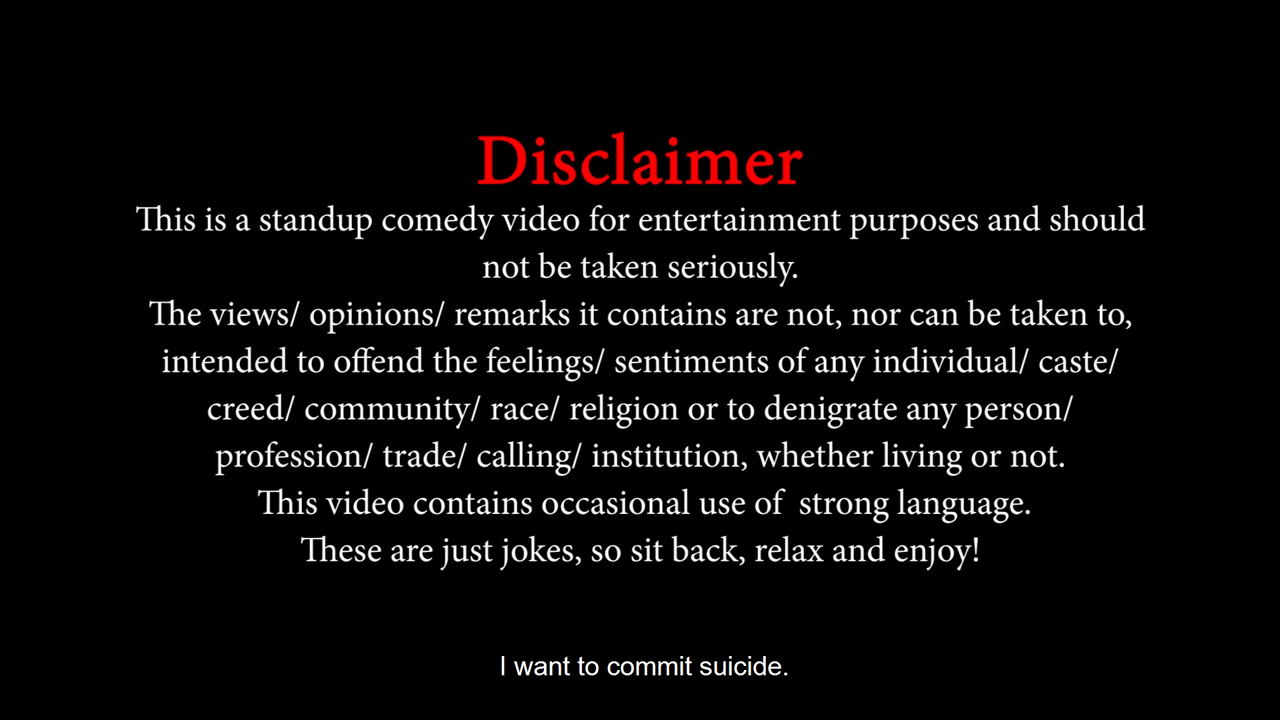 Disclaimer
This is a standup comedy video for entertainment purposes and should
not be taken seriously.
The views/ opinions/ remarks it contains are not, nor can be taken to,
intended to offend the feelings/ sentiments of any individual/ caste/
creed/ community/ race/ religion or to denigrate any person/
profession/ trade/ calling/ institution, whether living or not.
This video contains occasional use of strong language.
These are just jokes, so sit back, relax and enjoy!
I want to commit suicide.